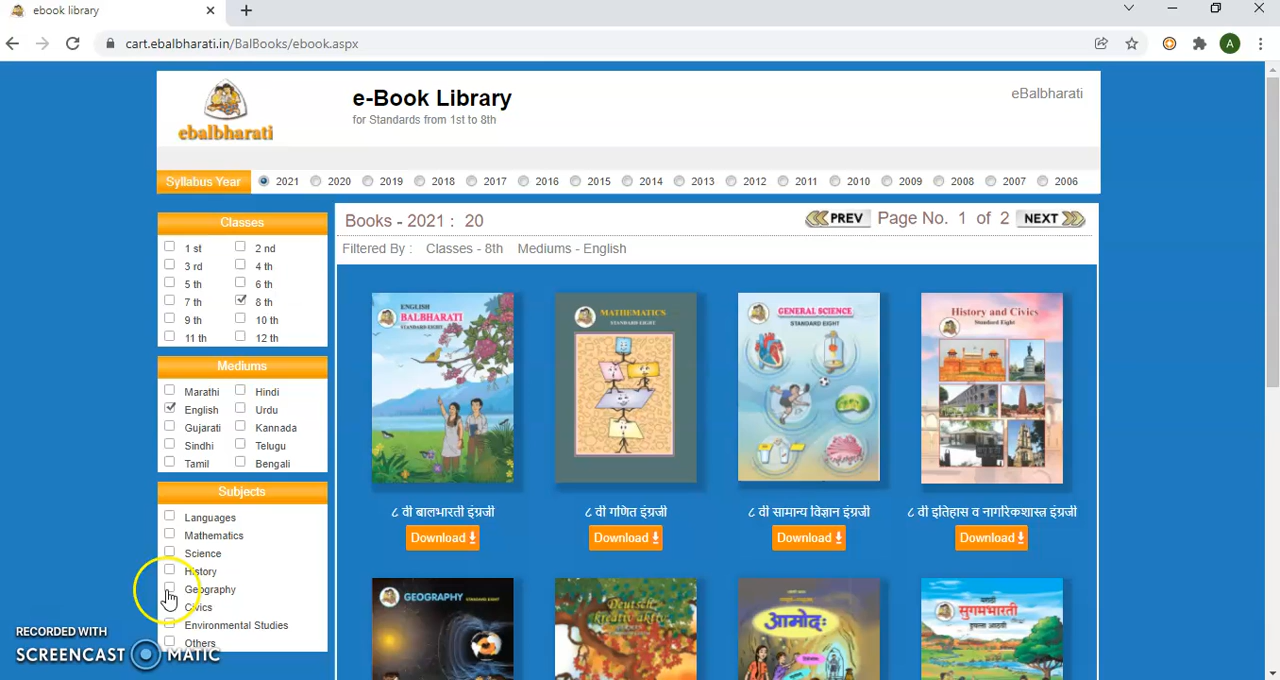 ebook library
cart.ebalbharati.in/BalBooks/ebook.aspx
A
ebalbharati
e-Book Library
for Standards from 1st to 8th
eBalbharati
Syllabus Year
2021 2020 2019 2018 2017 2016 2015 2014 2013 2012 2011 2010 2009 2008 2007 2006
Classes
1 st 2 nd
3 rd 4 th
5 th 6 th
7 th 8 th
9 th 10 th
11 th 12 th
Mediums
Marathi Hindi
English Urdu
Gujarati Kannada
Sindhi Telugu
Tamil Bengali
Subjects
Languages
Mathematics
Science
History
Geography
Civics
Environmental Studies
Others
Books - 2021 : 20
PREV Page No. 1 of 2 NEXT
Filtered By : Classes - 8th Mediums - English
ENGLISH
BALBHARATI
STANDARD EIGHT
MATHEMATICS
STANDARD EIGHT
GENERAL SCIENCE
STANDARD EIGHT
History and Civics
Standard Eight
८ वी बालभारती इंग्रजी
८ वी गणित इंग्रजी
८ वी सामान्य विज्ञान इंग्रजी
८ वी इतिहास व नागरिकशास्त्र इंग्रजी
Download Download Download Download
GEOGRAPHY STANDARD EIGHT
Deutsch
kreativ aktiv
आमोदः
सुगमभारती
इयत्ता आठवी
RECORDED WITH
SCREENCAST MATIC